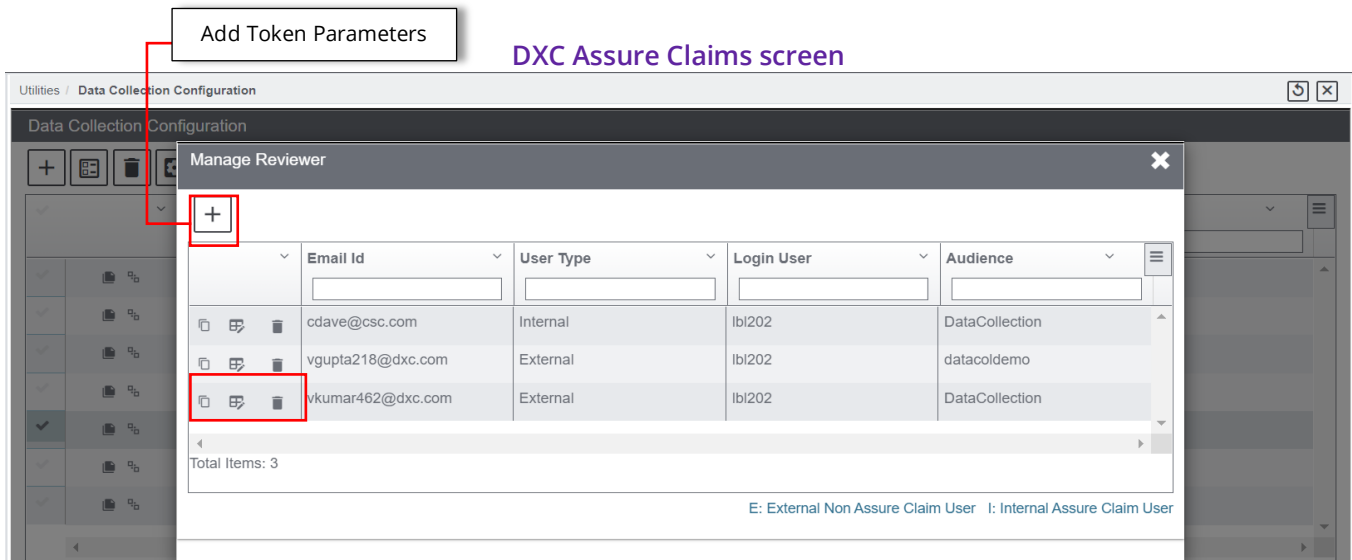 Add Token Parameters
DXC Assure Claims screen
Utilities / Data Collection Configuration
Data Collection Configuration
Manage Reviewer
Email Id User Type Login User Audience
cdave@csc.com Internal lbl202 DataCollection
vgupta218@dxc.com External lbl202 datacoldemo
vkumar462@dxc.com External lbl202 DataCollection
Total Items: 3
E: External Non Assure Claim User I: Internal Assure Claim User